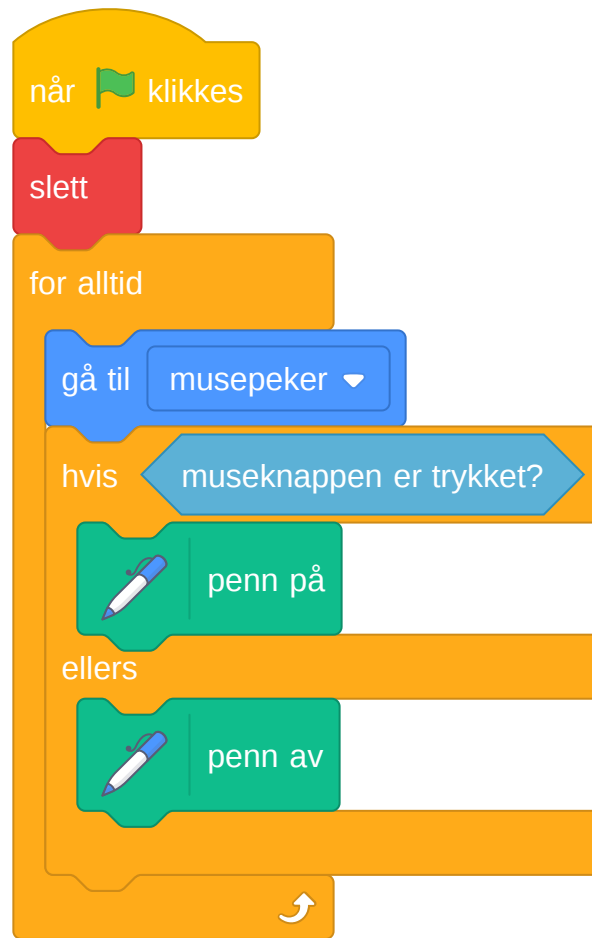 når klikkes
slett
for alltid
gå til musepeker
hvis museknappen er trykket?
penn på
ellers
penn av